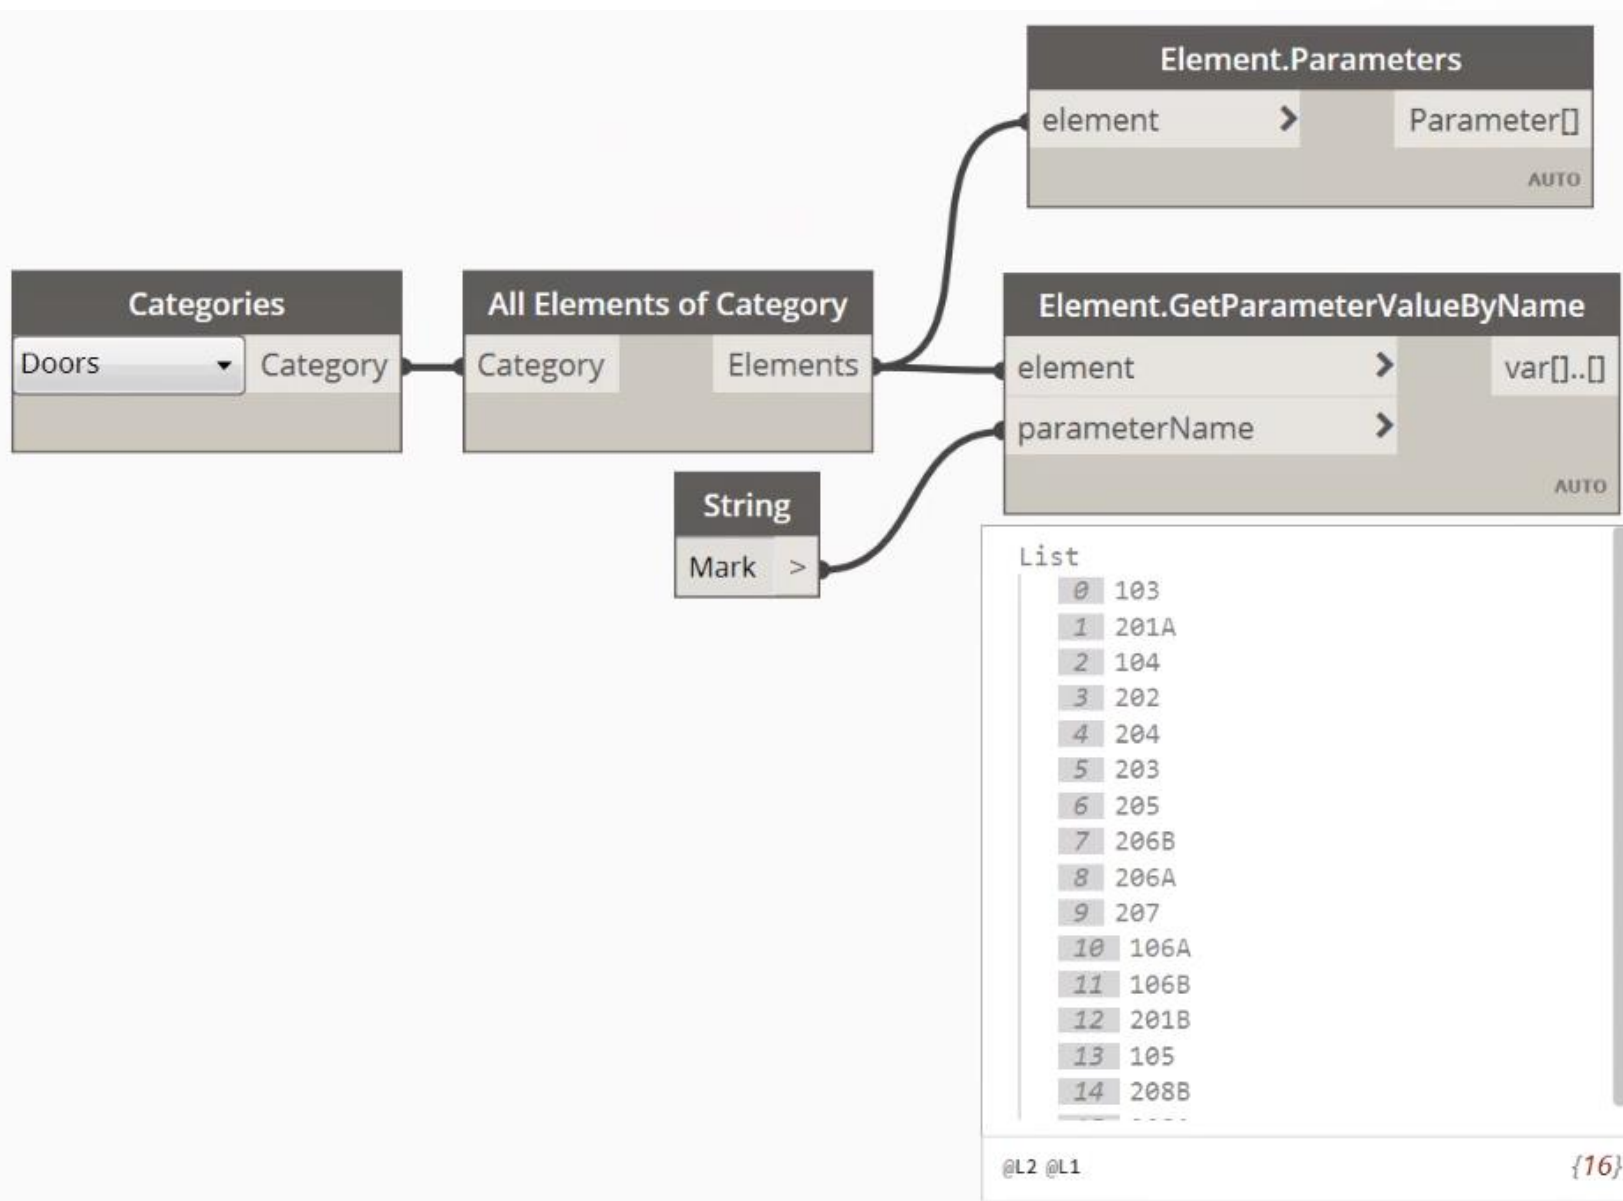 Element.Parameters
element > Parameter[]
AUTO
Categories
Doors Category
All Elements of Category
Category Elements
Element.GetParameterValueByName
element > var[]..[]
parameterName >
AUTO
String
Mark >
List
0 103
1 201A
2 104
3 202
4 204
5 203
6 205
7 206B
8 206A
9 207
10 106A
11 106B
12 201B
13 105
14 208B
@L2 @L1 {16}